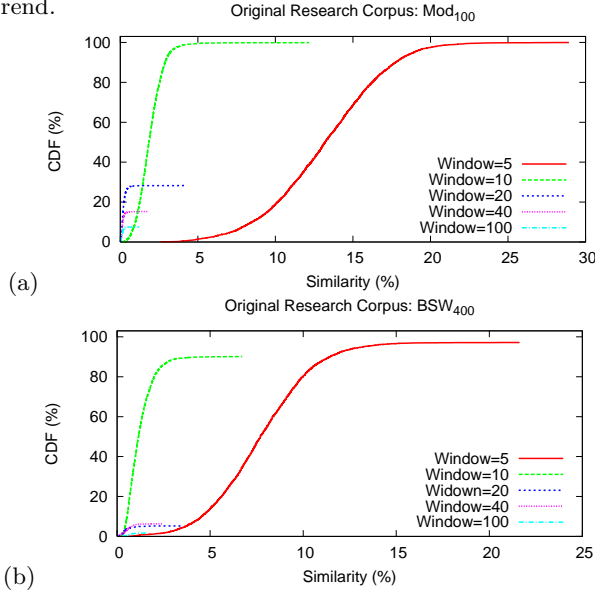 rend.
Original Research Corpus: Mod100
100
80
60
40
20
0
CDF (%)
Window=5
Window=10
Window=20
Window=40
Window=100
0 5 10 15 20 25 30
Similarity (%)
(a)
Original Research Corpus: BSW400
100
80
60
40
20
0
CDF (%)
Window=5
Window=10
Widown=20
Window=40
Window=100
0 5 10 15 20 25
Similarity (%)
(b)